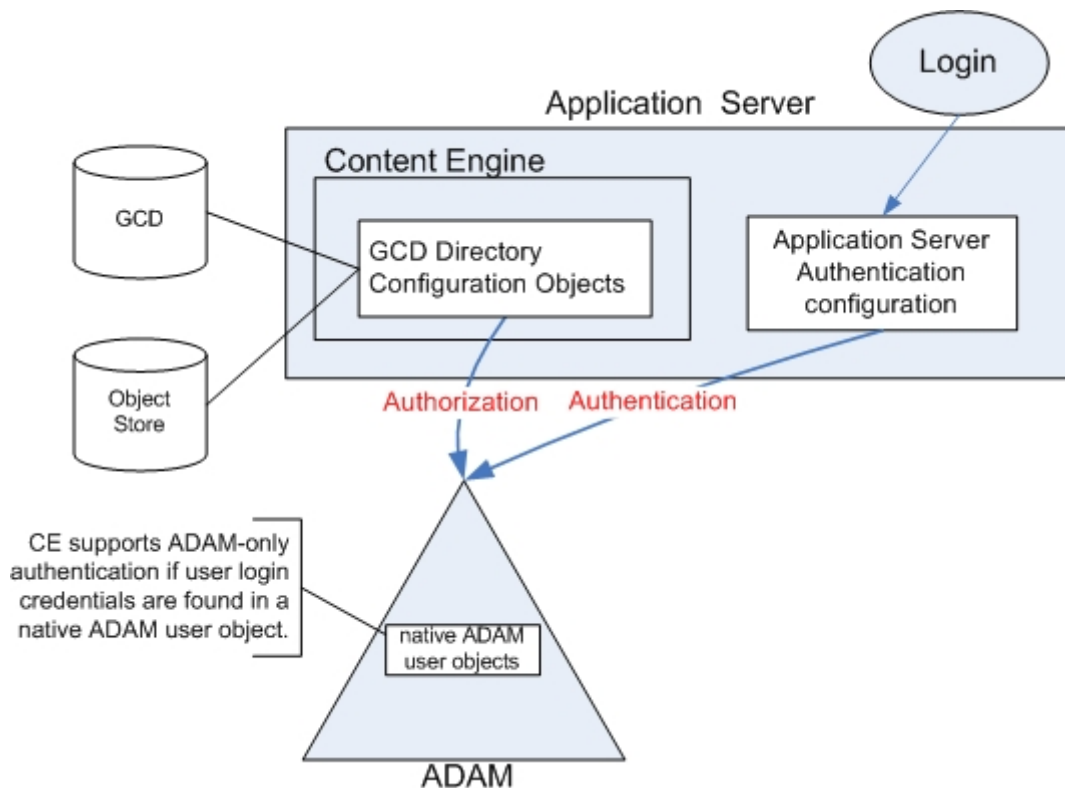 Login
Application Server
Content Engine
GCD
GCD Directory
Configuration Objects
Application Server
Authentication
configuration
Object
Store
Authorization
Authentication
CE supports ADAM-only
authentication if user login
credentials are found in a
native ADAM user object.
native ADAM
user objects
ADAM